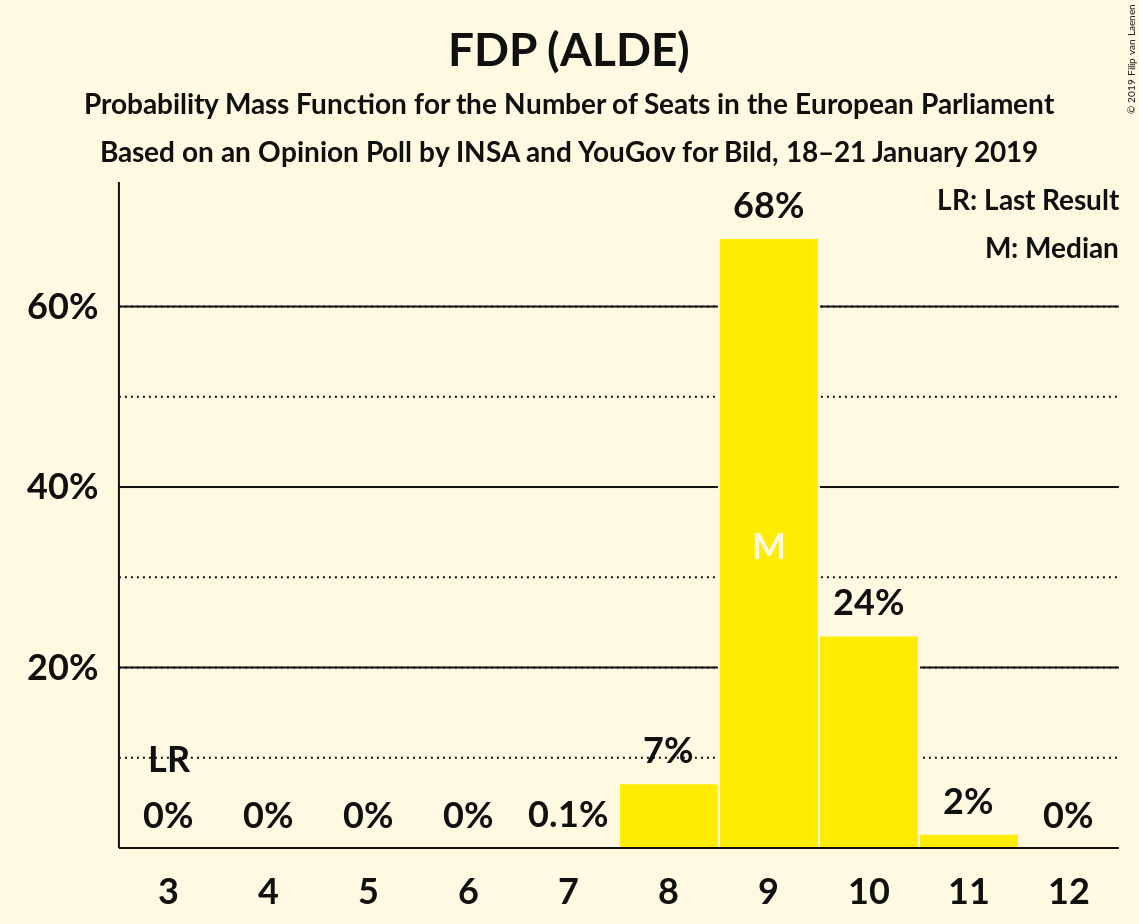 FDP (ALDE)
Probability Mass Function for the Number of Seats in the European Parliament
Based on an Opinion Poll by INSA and YouGov for Bild, 18–21 January 2019
© 2019 Filip van Laenen
LR: Last Result
M: Median
68%
60%
40%
M
24%
20%
LR
7%
0% 0% 0% 0% 0.1% 2% 0%
3 4 5 6 7 8 9 10 11 12